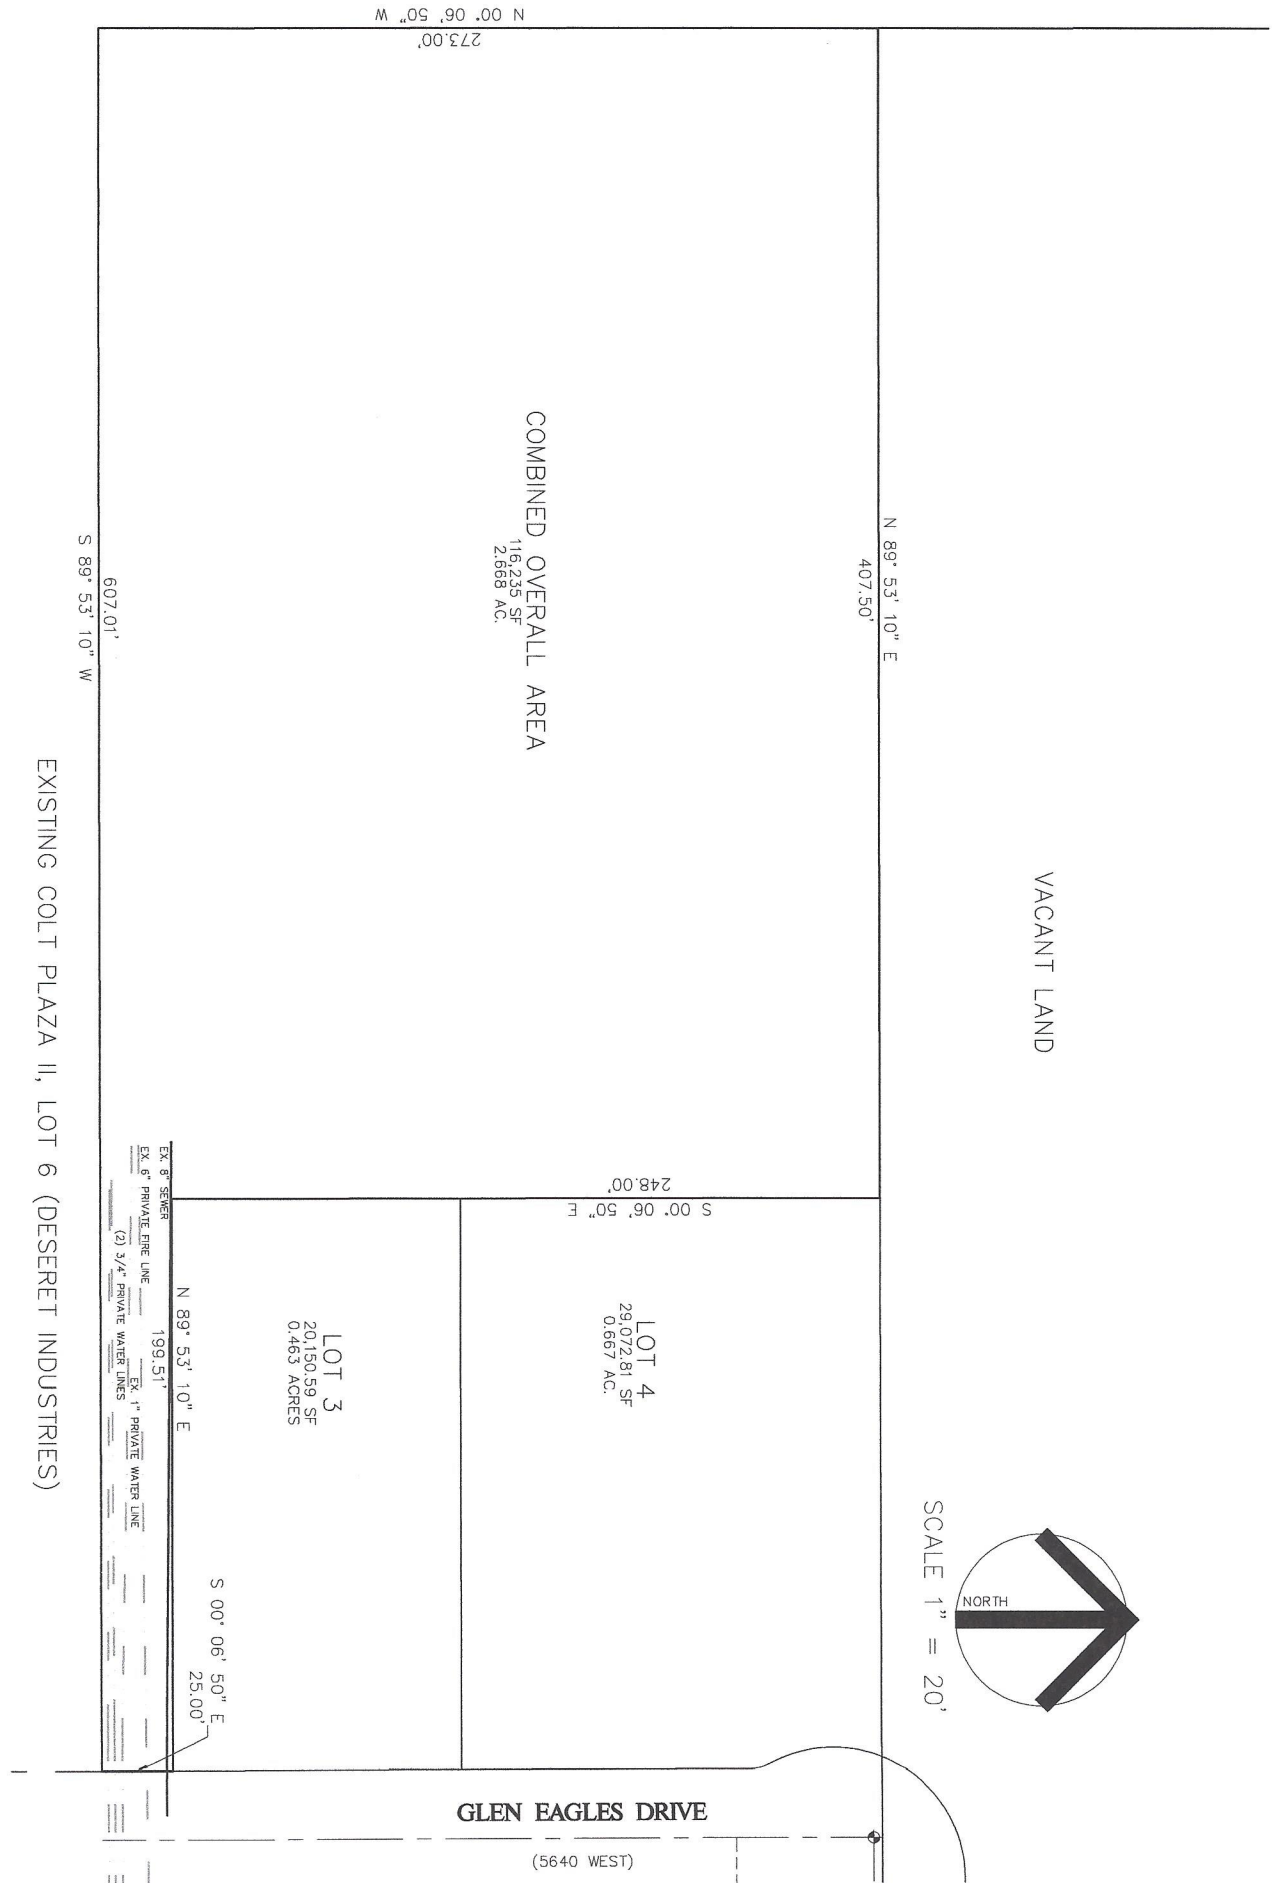 N 00° 06' 50" W
273.00'
N 89° 53' 10" E
407.50'
VACANT LAND
COMBINED OVERALL AREA
116,235 SF
2.668 AC.
607.01'
S 89° 53' 10" W
EXISTING COLT PLAZA II, LOT 6 (DESERET INDUSTRIES)
248.00'
S 00° 06' 50" E
LOT 4
29,072.81 SF
0.667 AC.
LOT 3
20,150.59 SF
0.463 ACRES
N 89° 53' 10" E
199.51'
EX. 8" SEWER
EX. 6" PRIVATE FIRE LINE
EX. 1" PRIVATE WATER LINE
(2) 3/4" PRIVATE WATER LINES
S 00° 06' 50" E
25.00'
NORTH
SCALE 1" = 20'
GLEN EAGLES DRIVE
(5640 WEST)